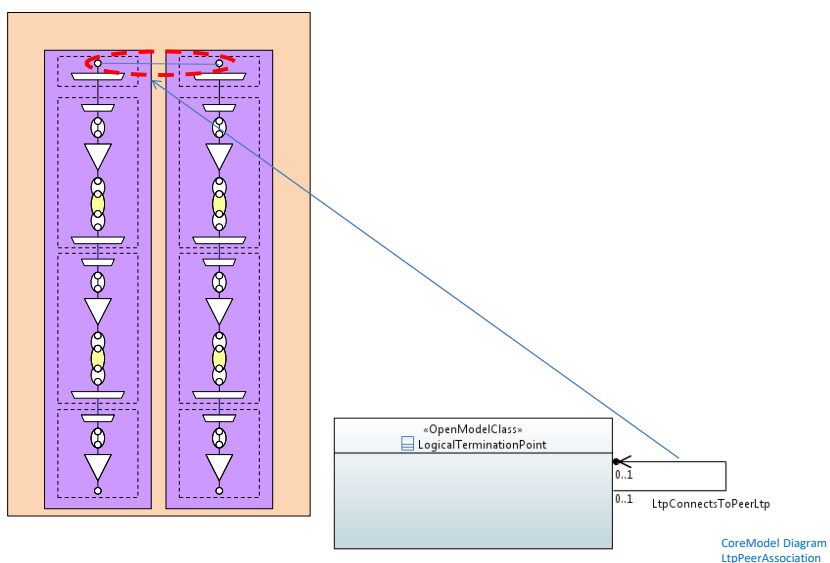 «OpenModelClass»
LogicalTerminationPoint
0..1
0..1
LtpConnectsToPeerLtp
CoreModel Diagram
LtpPeerAssociation